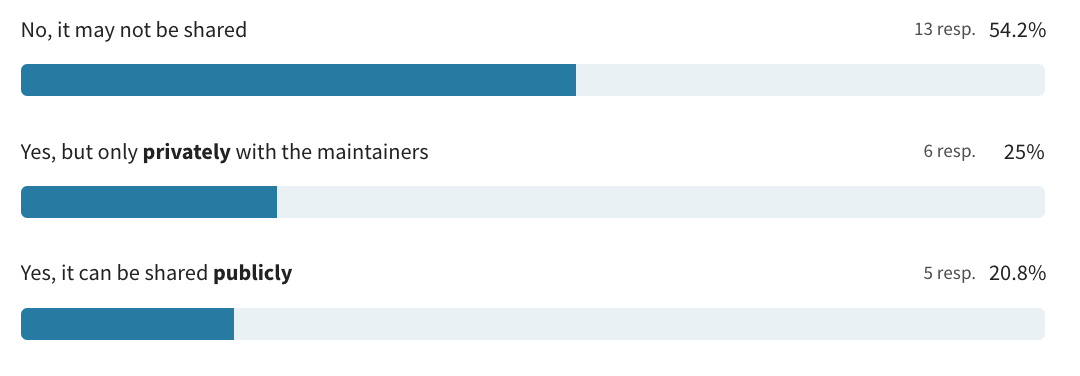 No, it may not be shared 13 resp. 54.2%
Yes, but only privately with the maintainers 6 resp. 25%
Yes, it can be shared publicly 5 resp. 20.8%